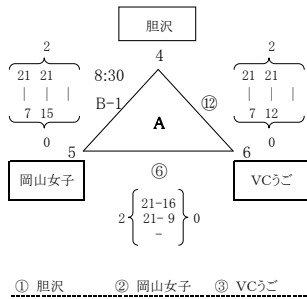 胆沢
2 4 2
21 21 8:30 21 21
| | | | | |
7 15 B-1 ⑫ 7 12
0 A 0
5 6
岡山女子 ⑥ VCうご
21-16
2 21- 9 0
-
① 胆沢 ② 岡山女子 ③ VCうご